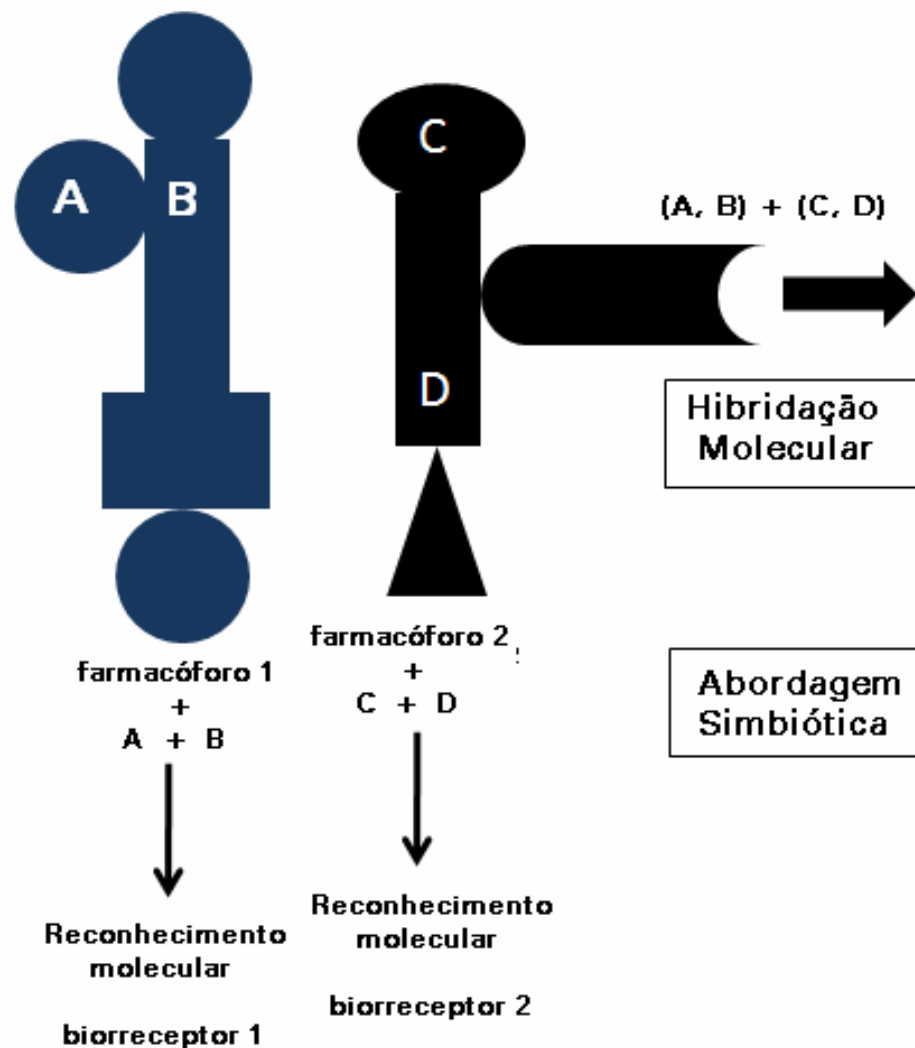 A
B
C
D
(A, B) + (C, D)
Hibridação
Molecular
Abordagem
Simbiótica
farmacóforo 1
+
A + B
farmacóforo 2
+
C + D
Reconhecimento
molecular
biorreceptor 1
Reconhecimento
molecular
biorreceptor 2